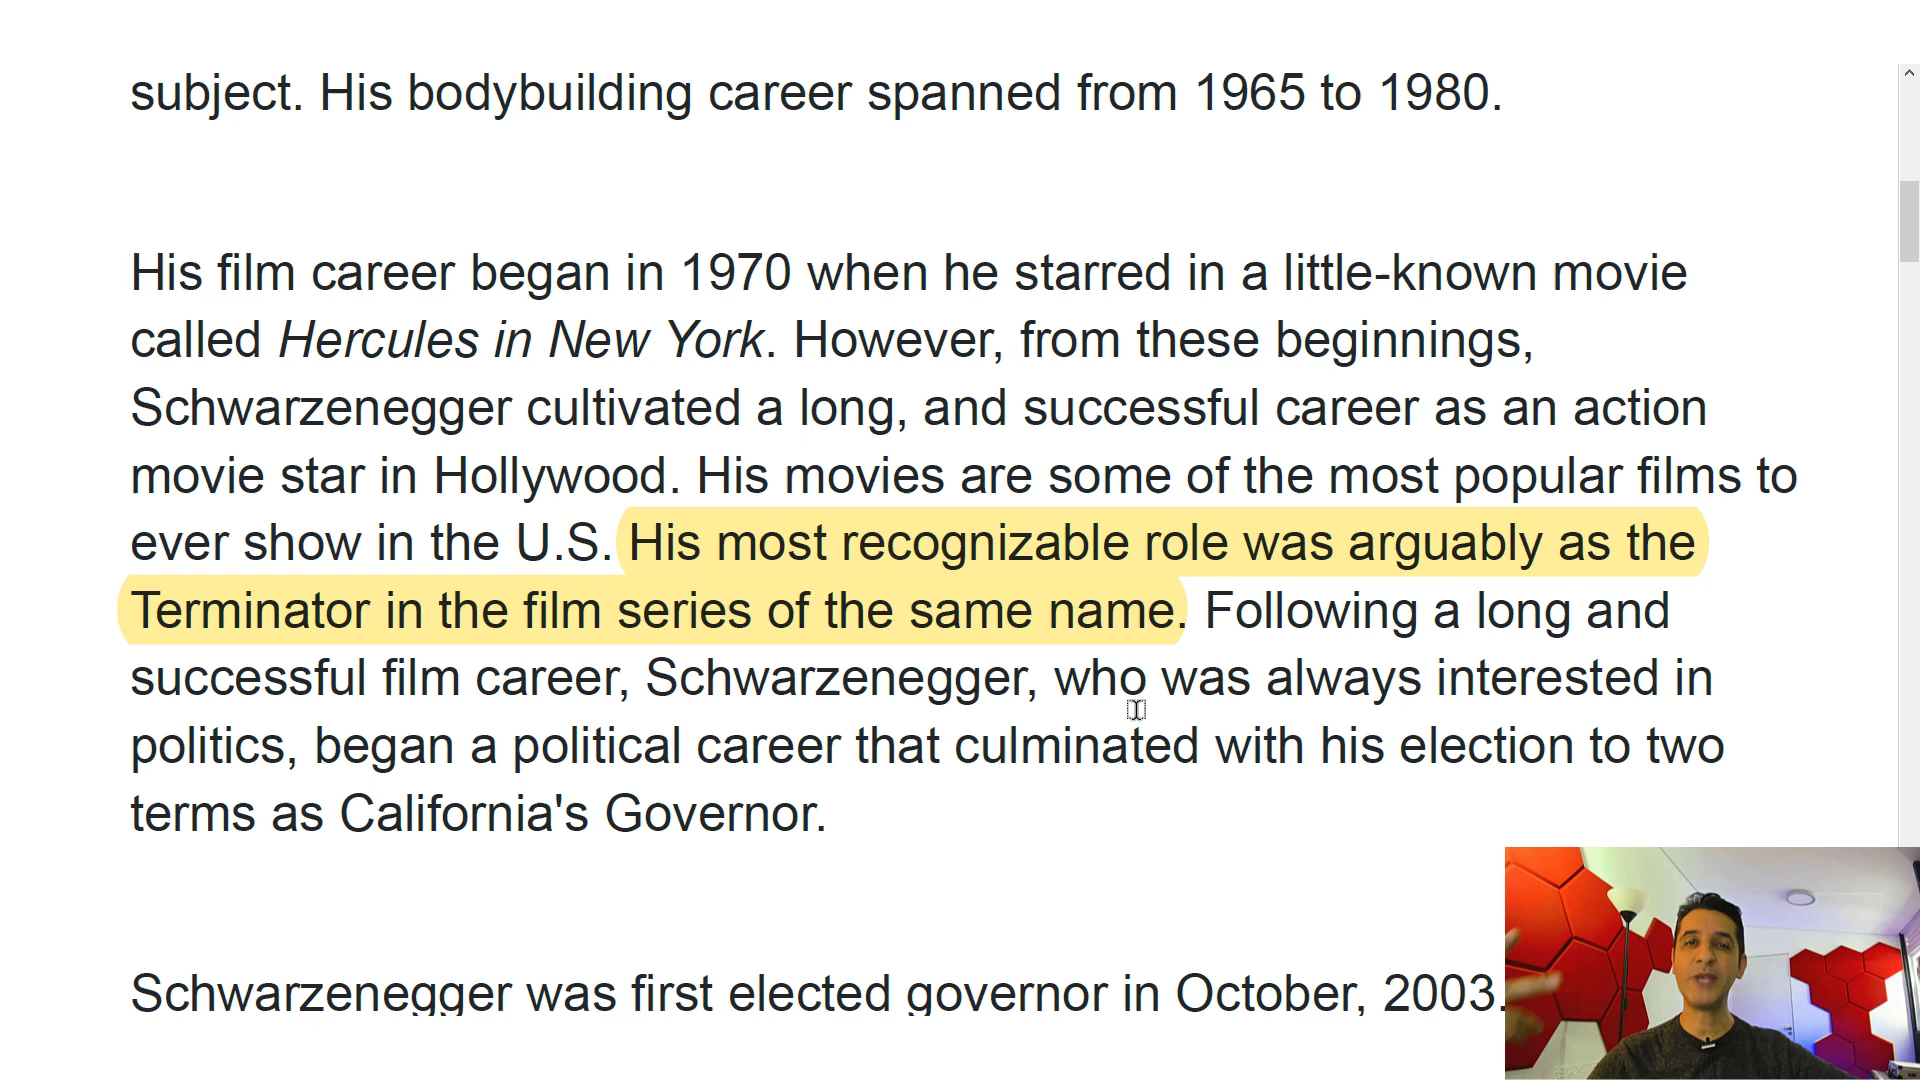 subject. His bodybuilding career spanned from 1965 to 1980.
His film career began in 1970 when he starred in a little-known movie
called Hercules in New York. However, from these beginnings,
Schwarzenegger cultivated a long, and successful career as an action
movie star in Hollywood. His movies are some of the most popular films to
ever show in the U.S. His most recognizable role was arguably as the
Terminator in the film series of the same name. Following a long and
successful film career, Schwarzenegger, who was always interested in
politics, began a political career that culminated with his election to two
terms as California's Governor.
Schwarzenegger was first elected governor in October, 2003.